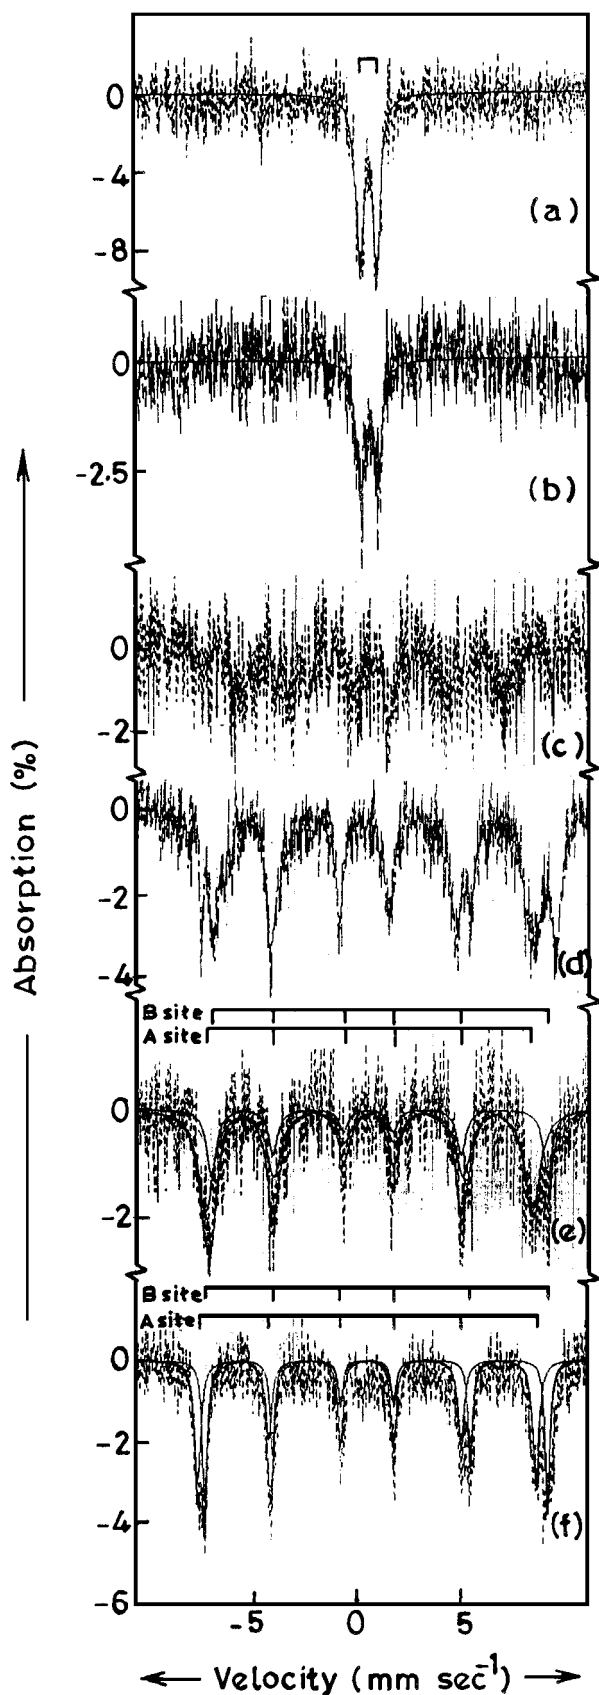 0
-4
(a)
-8
0
-2.5
(b)
0
-2
(c)
0
-2
-4
(d)
B site
A site
0
-2
(e)
B site
A site
0
-2
-4
(f)
-6
-5 0 5
Velocity (mm sec⁻¹)
Absorption (%)